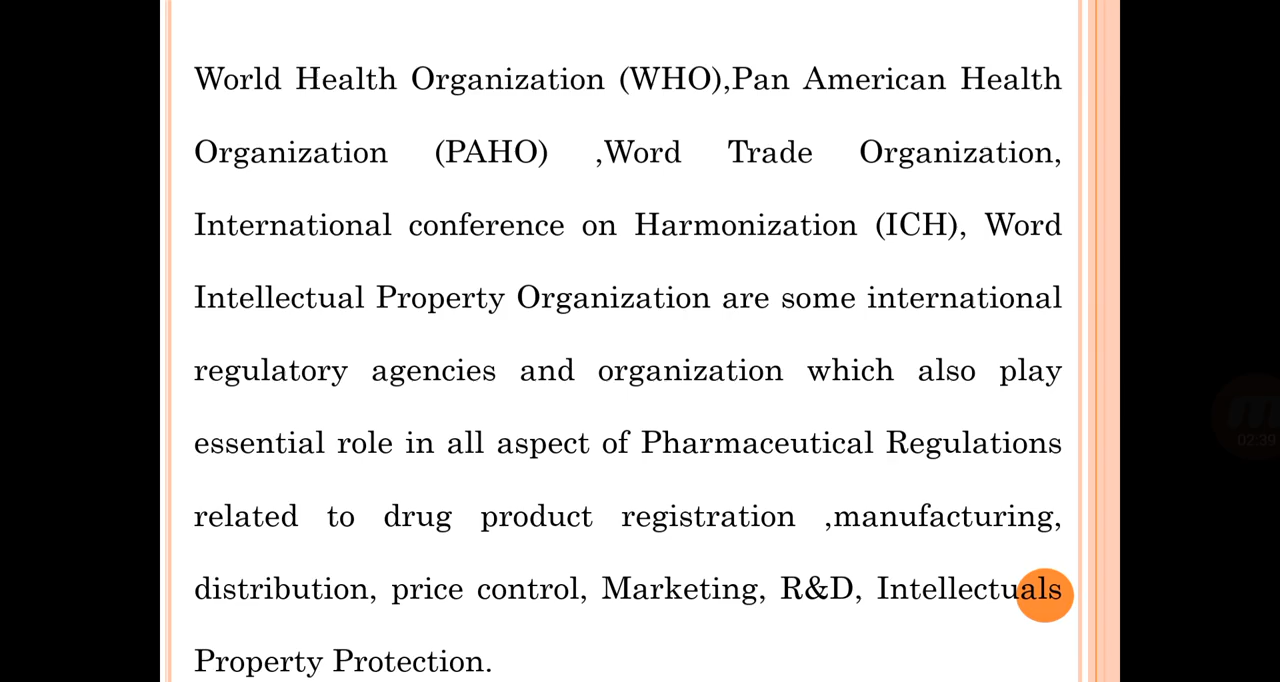 World Health Organization (WHO),Pan American Health
Organization (PAHO) ,Word Trade Organization,
International conference on Harmonization (ICH), Word
Intellectual Property Organization are some international
regulatory agencies and organization which also play
essential role in all aspect of Pharmaceutical Regulations
related to drug product registration ,manufacturing,
distribution, price control, Marketing, R&D, Intellectuals
Property Protection.
02:39